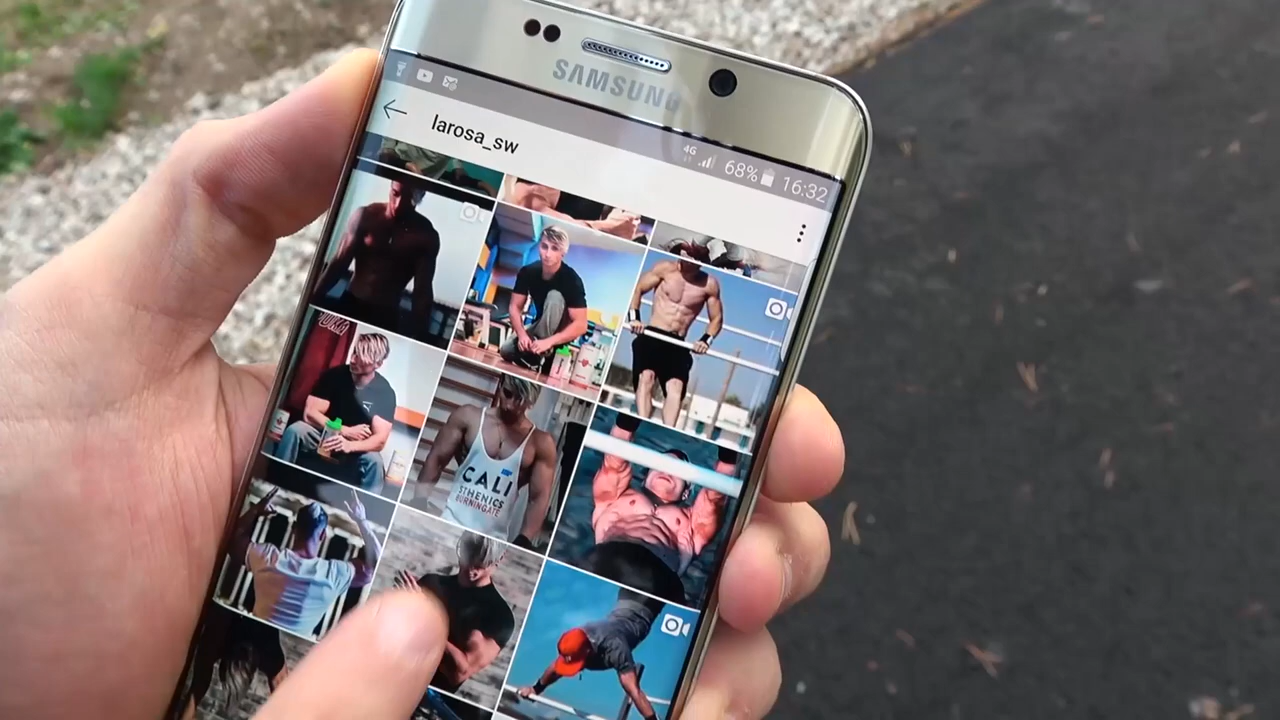 SAMSUNG
4G 68% 16:32
larosa_sw
CALI
STHENICS
BURNINGATE